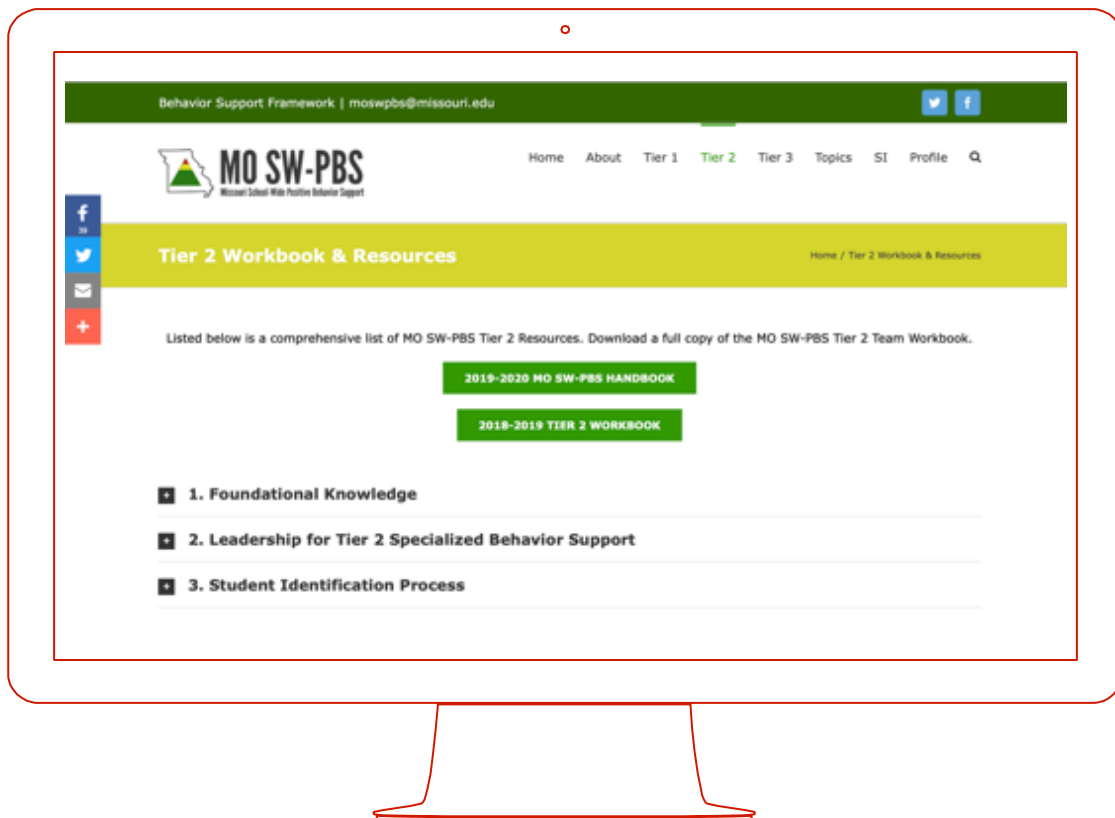 Behavior Support Framework | moswpbs@missouri.edu
MO SW-PBS
Missouri School-Wide Positive Behavior Support
Home About Tier 1 Tier 2 Tier 3 Topics SI Profile
39
Tier 2 Workbook & Resources
Home / Tier 2 Workbook & Resources
Listed below is a comprehensive list of MO SW-PBS Tier 2 Resources. Download a full copy of the MO SW-PBS Tier 2 Team Workbook.
2019-2020 MO SW-PBS HANDBOOK
2018-2019 TIER 2 WORKBOOK
1. Foundational Knowledge
2. Leadership for Tier 2 Specialized Behavior Support
3. Student Identification Process